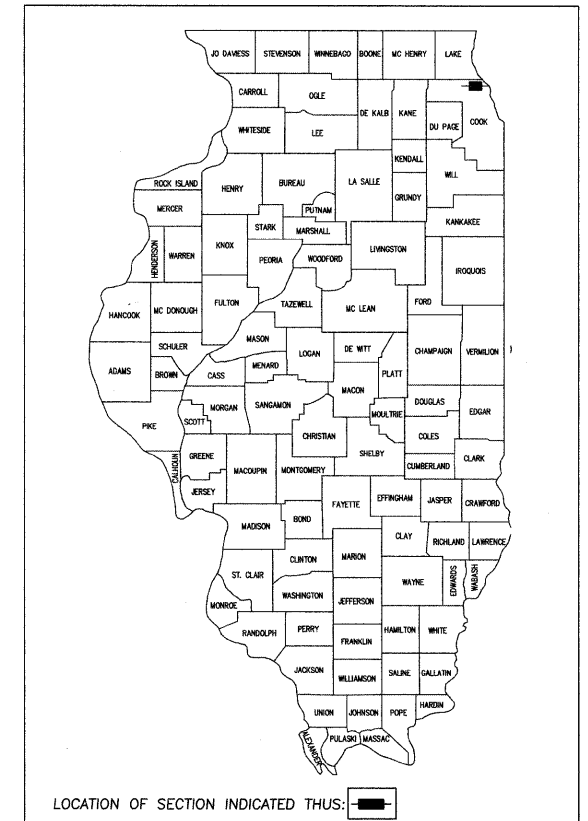 JO DAVIESS STEVENSON WINNEBACO BOONE MC HENRY LAKE
CARROLL OGLE DE KALB KANE DU PAGE COOK
WHITESIDE LEE
KENDALL WILL
ROCK ISLAND HENRY BUREAU LA SALLE GRUNDY
MERCER PUTNAM KANKAKEE
STARK MARSHALL
HENDERSON WARREN KNOX PEORIA WOODFORD LIVINGSTON IROQUOIS
FULTON TAZEWELL MC LEAN FORD
HANCOCK MC DONOUGH
MASON
SCHULER LOGAN DE WITT CHAMPAIGN VERMILION
ADAMS BROWN CASS MENARD PLATT
MACON
MORGAN SANGAMON DOUGLAS
PIKE SCOTT MOULTRIE EDGAR
CHRISTIAN COLES
CALHOUN GREENE SHELBY
MACOUPIN MONTGOMERY CUMBERLAND CLARK
JERSEY
FAYETTE EFFINGHAM JASPER CRAWFORD
MADISON BOND
CLAY RICHLAND LAWRENCE
CLINTON MARION
ST. CLAIR WAYNE EDWARDS WABASH
WASHINGTON JEFFERSON
MONROE
RANDOLPH PERRY HAMILTON WHITE
FRANKLIN
JACKSON SALINE GALLATIN
WILLIAMSON
HARDIN
UNION JOHNSON POPE
ALEXANDER PULASKI MASSAC
LOCATION OF SECTION INDICATED THUS: